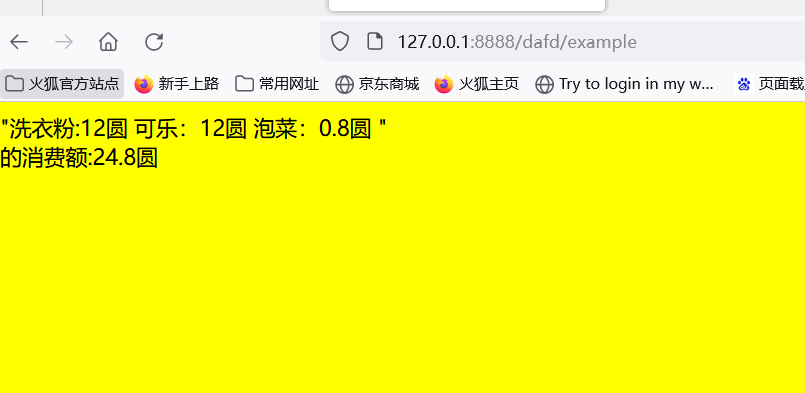 127.0.0.1:8888/dafd/example
火狐官方站点 新手上路 常用网址 京东商城 火狐主页 Try to login in my w... 页面载
"洗衣粉:12圆 可乐：12圆 泡菜：0.8圆 "
的消费额:24.8圆